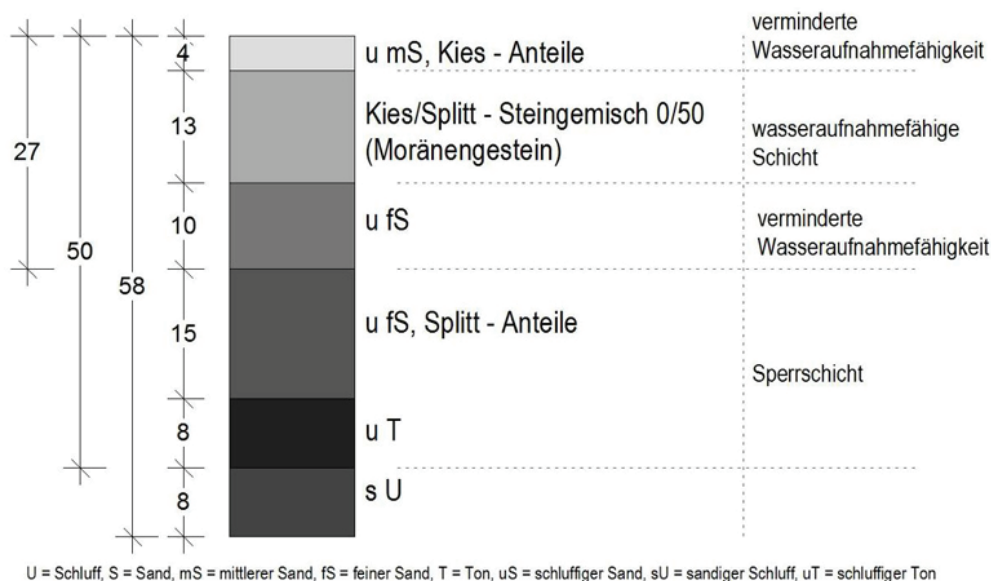 verminderte
Wasseraufnahmefähigkeit
4
u mS, Kies - Anteile
13
Kies/Splitt - Steingemisch 0/50
(Moränengestein)
wasseraufnahmefähige
Schicht
27
10
u fS
verminderte
Wasseraufnahmefähigkeit
50
58
15
u fS, Splitt - Anteile
Sperrschicht
8
u T
8
s U
U = Schluff, S = Sand, mS = mittlerer Sand, fS = feiner Sand, T = Ton, uS = schluffiger Sand, sU = sandiger Schluff, uT = schluffiger Ton